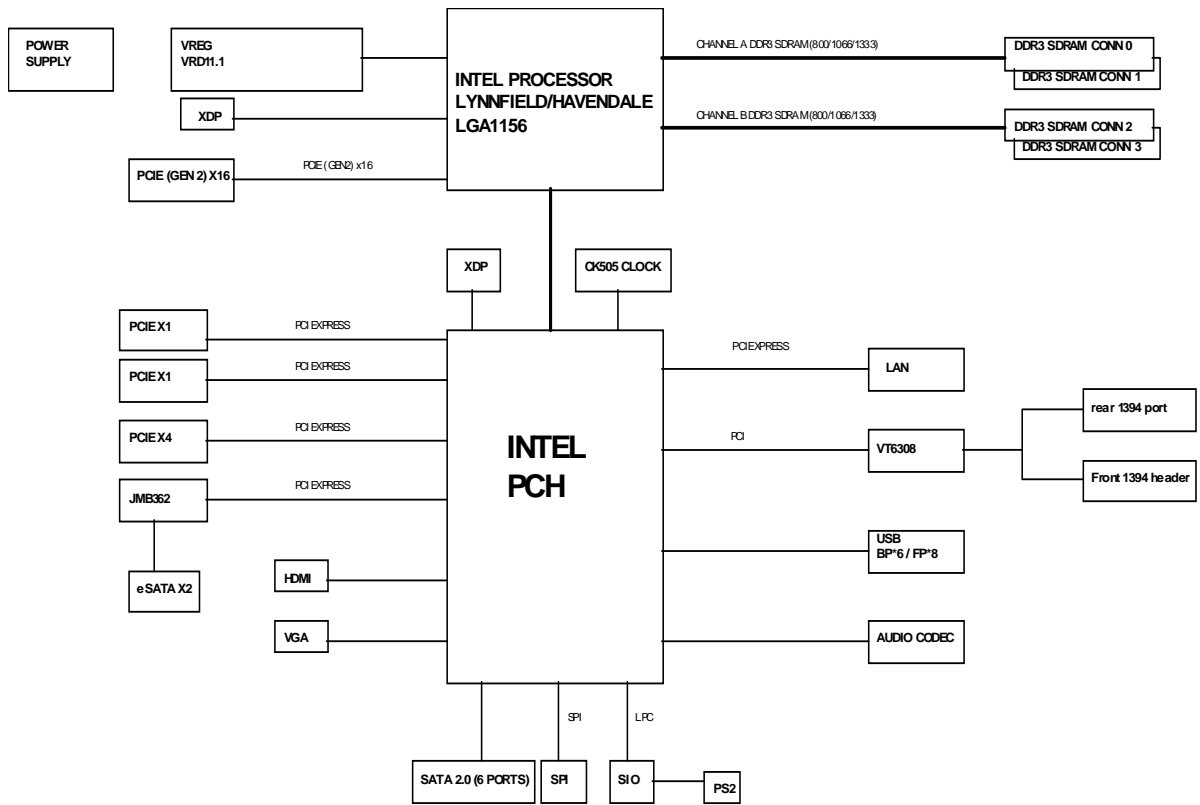 POWER
SUPPLY
VREG
VRD11.1
INTEL PROCESSOR
LYNNFIELD/HAVENDALE
LGA1156
CHANNEL A DDR3 SDRAM (800/1066/1333)
DDR3 SDRAM CONN 0
DDR3 SDRAM CONN 1
XDP
CHANNEL B DDR3 SDRAM (800/1066/1333)
DDR3 SDRAM CONN 2
DDR3 SDRAM CONN 3
PCIE (GEN 2) X16
PCIE (GEN2) x16
XDP
CK505 CLOCK
PCIE X1
PCI EXPRESS
PCIE X1
PCI EXPRESS
PCIE X4
PCI EXPRESS
JMB362
PCI EXPRESS
eSATA X2
HDMI
VGA
INTEL
PCH
PCI EXPRESS
LAN
PCI
VT6308
rear 1394 port
Front 1394 header
USB
BP*6 / FP*8
AUDIO CODEC
SPI
LPC
SATA 2.0 (6 PORTS)
SPI
SIO
PS2